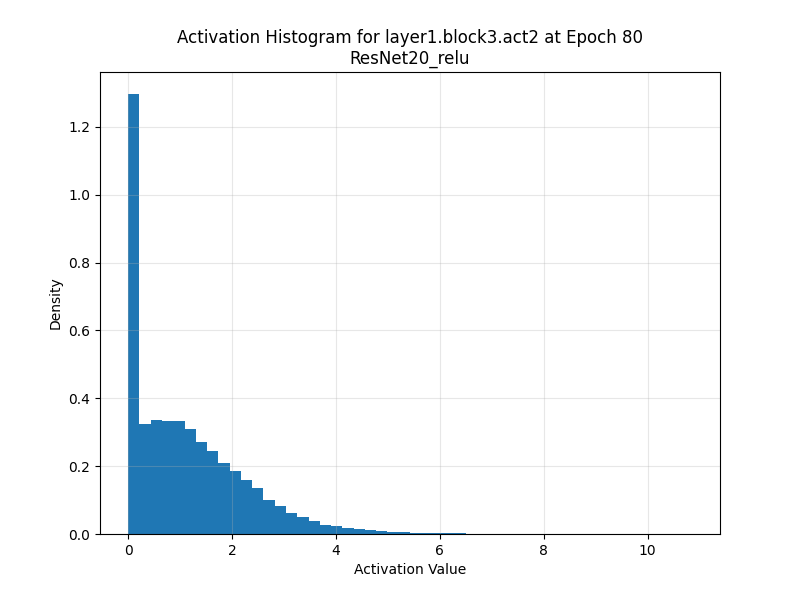 Activation Histogram for layer1.block3.act2 at Epoch 80
ResNet20_relu
1.2
1.0
0.8
0.6
0.4
0.2
0.0
Density
0 2 4 6 8 10
Activation Value